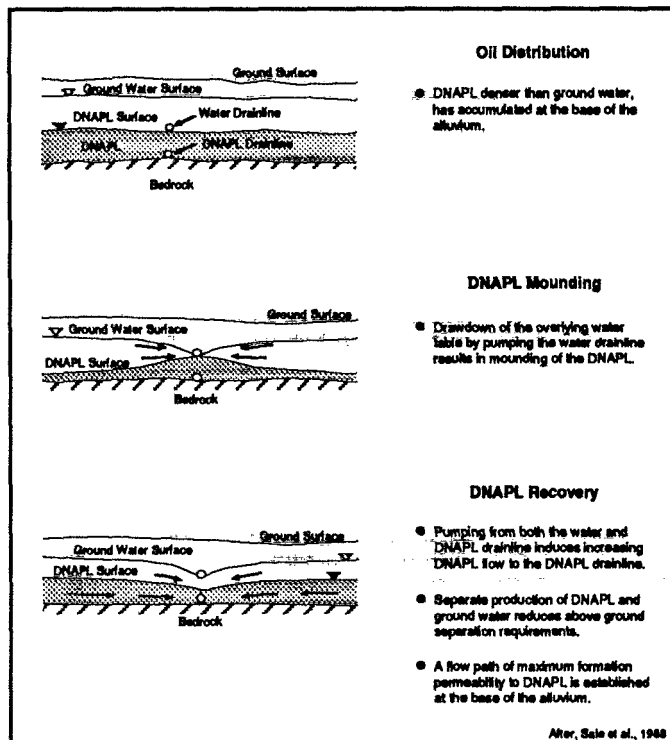 Oil Distribution
Ground Surface
Ground Water Surface
DNAPL Surface
Water Drainline
DNAPL
DNAPL Drainline
Bedrock
● DNAPL denser than ground water,
has accumulated at the base of the
alluvium.
DNAPL Mounding
Ground Surface
Ground Water Surface
DNAPL Surface
Bedrock
● Drawdown of the overlying water
table by pumping the water drainline
results in mounding of the DNAPL.
DNAPL Recovery
Ground Surface
Ground Water Surface
DNAPL Surface
Bedrock
● Pumping from both the water and
DNAPL drainline induces increasing
DNAPL flow to the DNAPL drainline.
● Separate production of DNAPL and
ground water reduces above ground
separation requirements.
● A flow path of maximum formation
permeability to DNAPL is established
at the base of the alluvium.
After, Sale et al., 1988